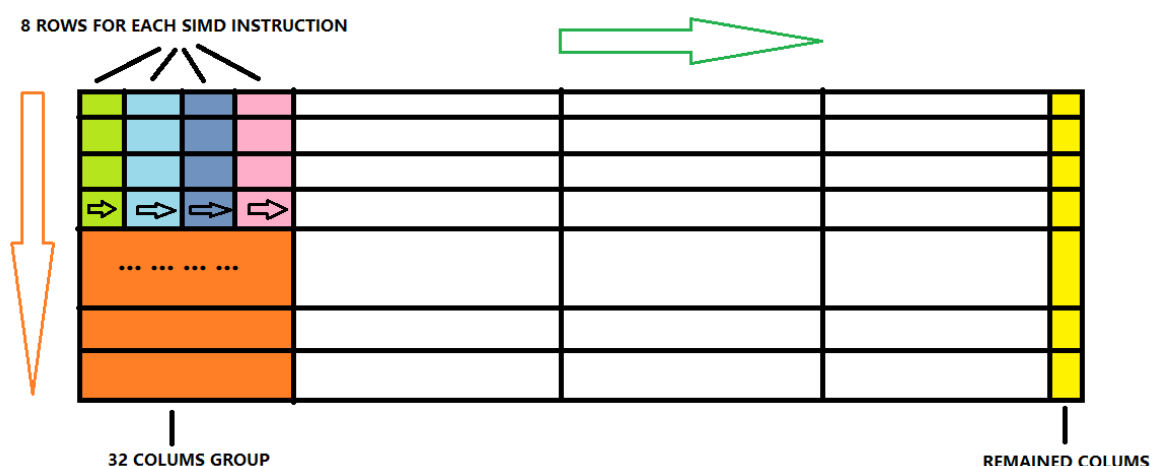 8 ROWS FOR EACH SIMD INSTRUCTION
... ... ... ...
32 COLUMS GROUP
REMAINED COLUMS